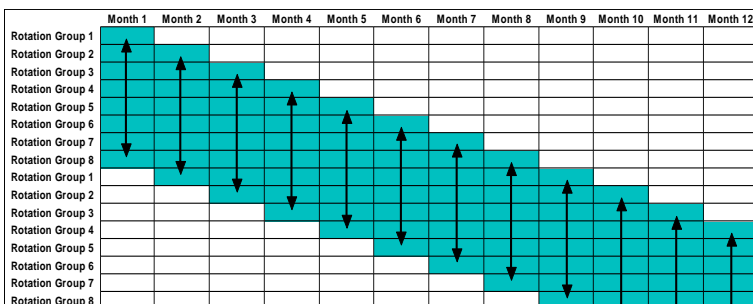 Month 1 Month 2 Month 3 Month 4 Month 5 Month 6 Month 7 Month 8 Month 9 Month 10 Month 11 Month 12
Rotation Group 1
Rotation Group 2
Rotation Group 3
Rotation Group 4
Rotation Group 5
Rotation Group 6
Rotation Group 7
Rotation Group 8
Rotation Group 1
Rotation Group 2
Rotation Group 3
Rotation Group 4
Rotation Group 5
Rotation Group 6
Rotation Group 7
Rotation Group 8